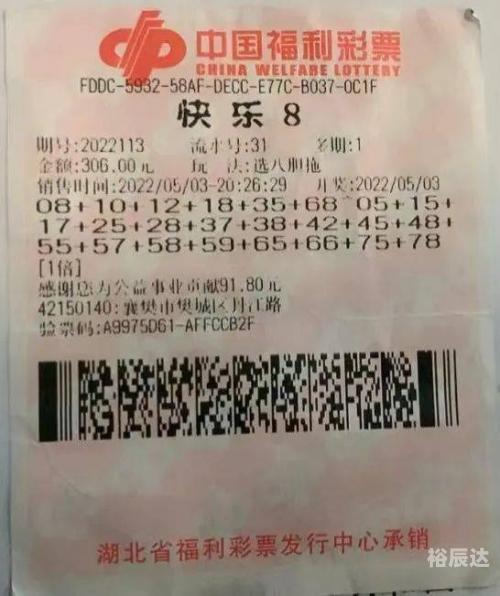 中国福利彩票
CHINA WELFARE LOTTERY
FDDC-5932-58AF-DECC-E77C-B037-0C1F
快乐8
期号:2022113 流水号:31 多期:1
金额:306.00元 玩 法:选八胆拖
销售时间:2022/05/03-20:26:29 开奖:2022/05/03
08+10+12+18+35+68~05+15+
17+25+28+37+38+42+45+48+
55+57+58+59+65+66+75+78
[1倍]
感谢您为公益事业贡献91.80元
42150140:襄樊市樊城区丹江路
验票码:A9975D61-AFFCCB2F
湖北省福利彩票发行中心承销
裕辰达